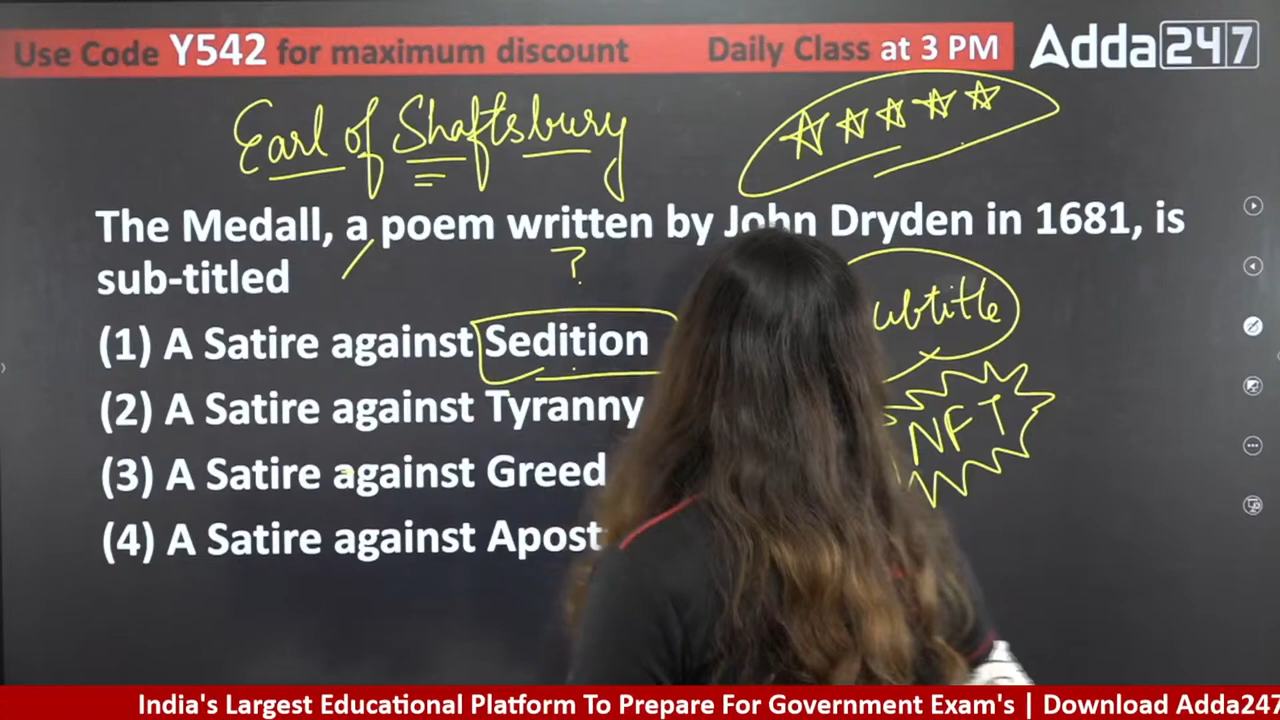 Use Code Y542 for maximum discount Daily Class at 3 PM Adda247
Earl of Shaftsbury
The Medall, a poem written by John Dryden in 1681, is
sub-titled
?
(1) A Satire against Sedition
ubtitle
(2) A Satire against Tyranny
NFT
(3) A Satire against Greed
(4) A Satire against Apost
India's Largest Educational Platform To Prepare For Government Exam's | Download Adda247